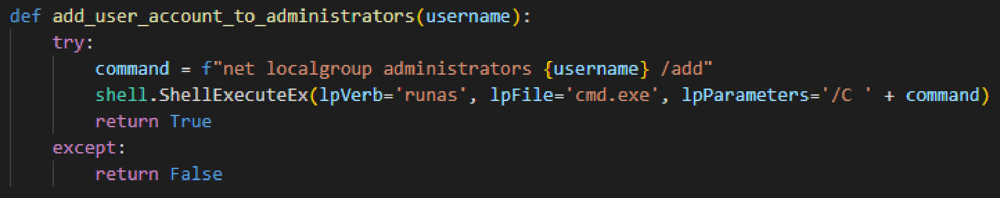 def add_user_account_to_administrators(username):
    try:
        command = f"net localgroup administrators {username} /add"
        shell.ShellExecuteEx(lpVerb='runas', lpFile='cmd.exe', lpParameters='/C ' + command)
        return True
    except:
        return False